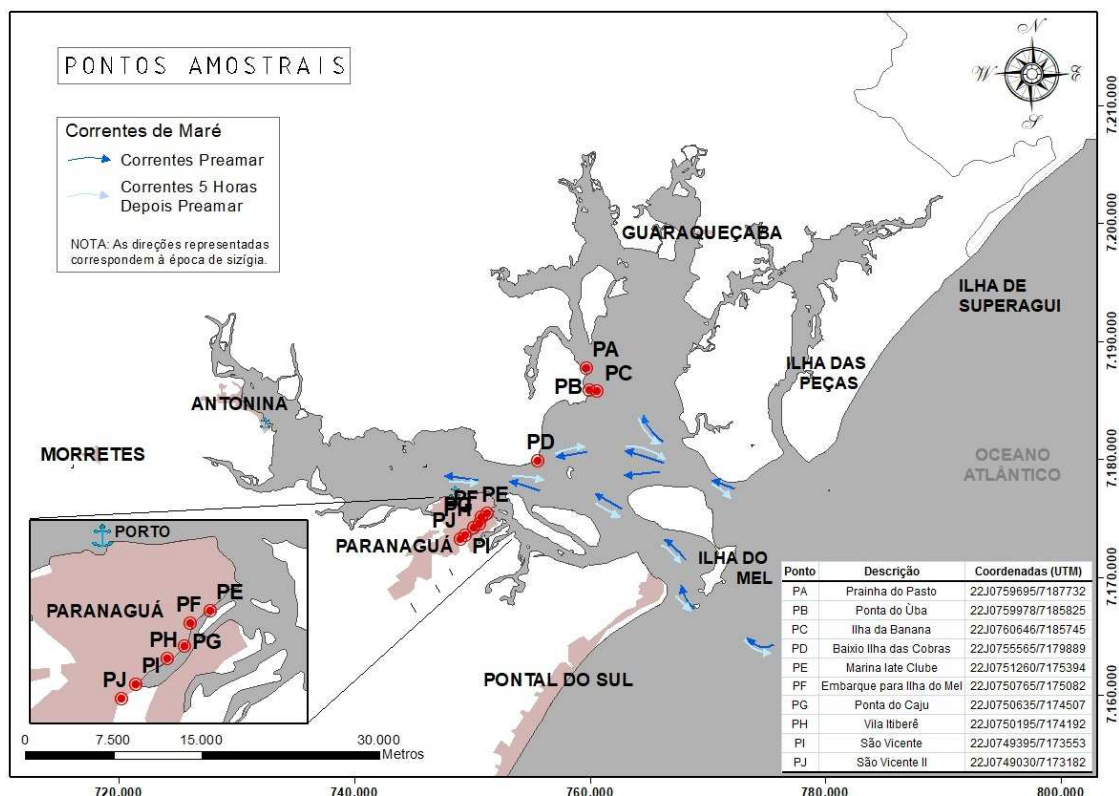 PONTOS AMOSTRAIS
Correntes de Maré
Correntes Preamar
Correntes 5 Horas
Depois Preamar
NOTA: As direções representadas
correspondem à época de sizígia.
N
W
E
S
7.210.000
7.200.000
7.190.000
7.180.000
7.170.000
7.160.000
GUARAQUEÇABA
ILHA DE
SUPERAGUI
ILHA DAS
PEÇAS
PA
PB
PC
ANTONINA
MORRETES
PD
OCEANO
ATLÂNTICO
PF
PE
PG
PH
PJ
PI
PARANAGUÁ
ILHA DO
MEL
PONTAL DO SUL
PORTO
PARANAGUÁ
PF
PE
PH
PG
PI
PJ
0 7.500 15.000 30.000
Metros
Ponto Descrição Coordenadas (UTM)
PA Prainha do Pasto 22J0759695/7187732
PB Ponta do Ùba 22J0759978/7185825
PC Ilha da Banana 22J0760646/7185745
PD Baixio Ilha das Cobras 22J0755565/7179889
PE Marina Iate Clube 22J0751260/7175394
PF Embarque para Ilha do Mel 22J0750765/7175082
PG Ponta do Caju 22J0750635/7174507
PH Vila Itiberê 22J0750195/7174192
PI São Vicente 22J0749395/7173553
PJ São Vicente II 22J0749030/7173182
720.000 740.000 760.000 780.000 800.000